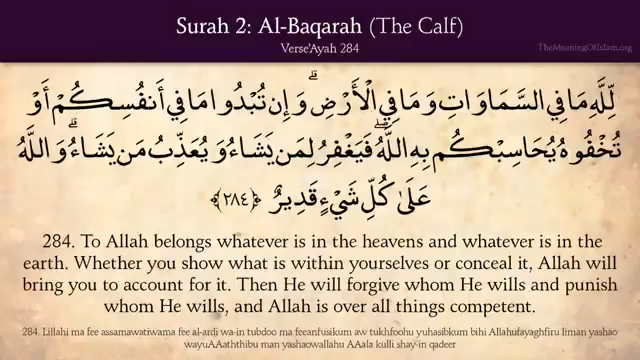 Surah 2: Al-Baqarah (The Calf)
Verse'Ayah 284
TheMeaningOfIslam.org
لِّلَّهِ مَا فِي السَّمَاوَاتِ وَمَا فِي الْأَرْضِ ۗ وَإِن تُبْدُوا مَا فِي أَنفُسِكُمْ أَوْ
تُخْفُوهُ يُحَاسِبْكُم بِهِ اللَّهُ ۖ فَيَغْفِرُ لِمَن يَشَاءُ وَيُعَذِّبُ مَن يَشَاءُ ۗ وَاللَّهُ
عَلَىٰ كُلِّ شَيْءٍ قَدِيرٌ ﴿٢٨٤﴾
284. To Allah belongs whatever is in the heavens and whatever is in the
earth. Whether you show what is within yourselves or conceal it, Allah will
bring you to account for it. Then He will forgive whom He wills and punish
whom He wills, and Allah is over all things competent.
284. Lillahi ma fee assamawatiwama fee al-ardi wa-in tubdoo ma feeanfusikum aw tukhfoohu yuhasibkum bihi Allahufayaghfiru liman yashao
wayuAAaththibu man yashaowallahu AAala kulli shay-in qadeer